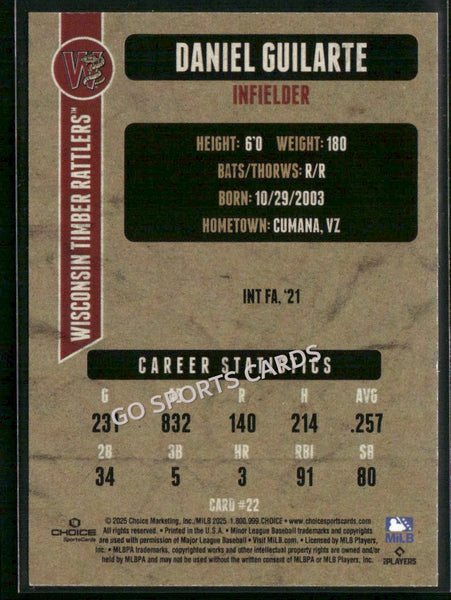 DANIEL GUILARTE
INFIELDER
W
WISCONSIN TIMBER RATTLERS™
HEIGHT: 6'0 WEIGHT: 180
BATS/THORWS: R/R
BORN: 10/29/2003
HOMETOWN: CUMANA, VZ
INT FA, '21
CAREER STATISTICS
GO SPORTS CARDS
G AB R H AVG
231 832 140 214 .257
2B 3B HR RBI SB
34 5 3 91 80
CARD #22
CHOICE
SportsCards
© 2025 Choice Marketing, Inc./MiLB 2025. 1.800.999.CHOICE • www.choicesportscards.com
All rights reserved. • Printed in the U.S.A. • Minor League Baseball trademarks and copyrights
are used with permission of Major League Baseball • Visit MiLB.com. • Licensed by MLB Players,
Inc. • MLBPA trademarks, copyrighted works and other intellectual property rights are owned and/or
held by MLBPA and may not be used without the written consent of MLBPA or MLB Players, Inc.
MiLB
PLAYERS